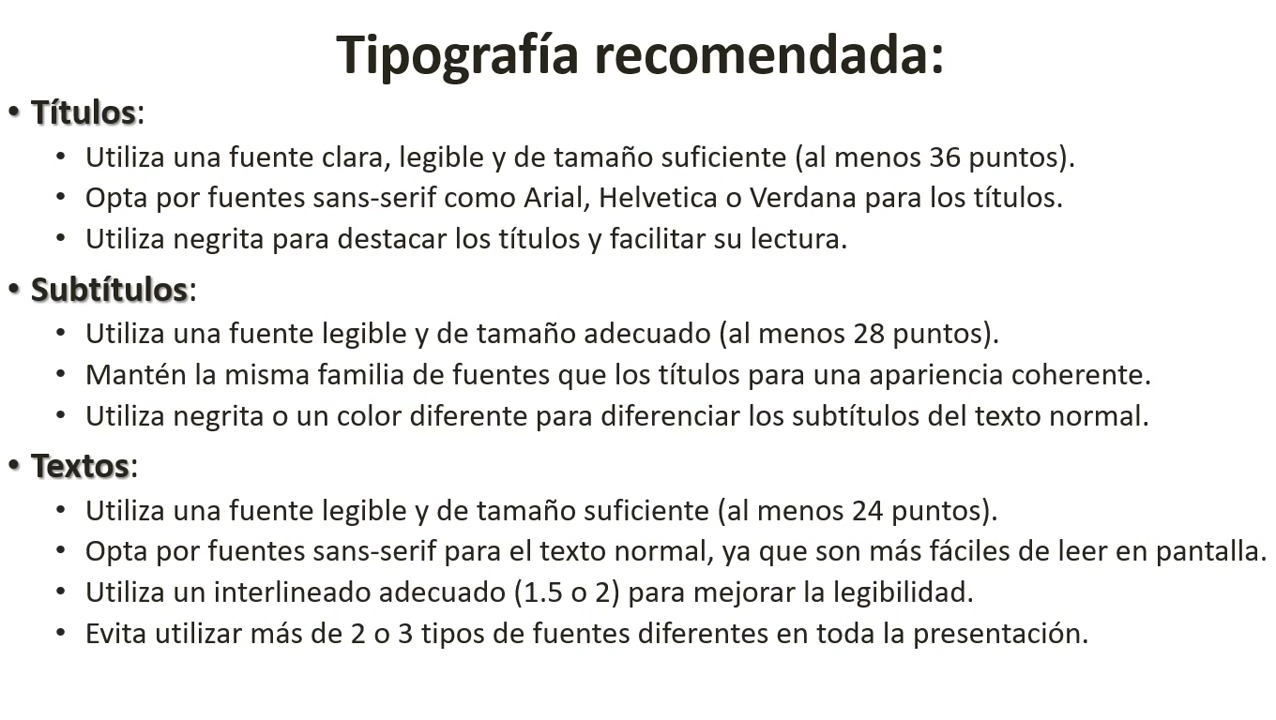 Tipografía recomendada:
• Títulos:
• Utiliza una fuente clara, legible y de tamaño suficiente (al menos 36 puntos).
• Opta por fuentes sans-serif como Arial, Helvetica o Verdana para los títulos.
• Utiliza negrita para destacar los títulos y facilitar su lectura.
• Subtítulos:
• Utiliza una fuente legible y de tamaño adecuado (al menos 28 puntos).
• Mantén la misma familia de fuentes que los títulos para una apariencia coherente.
• Utiliza negrita o un color diferente para diferenciar los subtítulos del texto normal.
• Textos:
• Utiliza una fuente legible y de tamaño suficiente (al menos 24 puntos).
• Opta por fuentes sans-serif para el texto normal, ya que son más fáciles de leer en pantalla.
• Utiliza un interlineado adecuado (1.5 o 2) para mejorar la legibilidad.
• Evita utilizar más de 2 o 3 tipos de fuentes diferentes en toda la presentación.